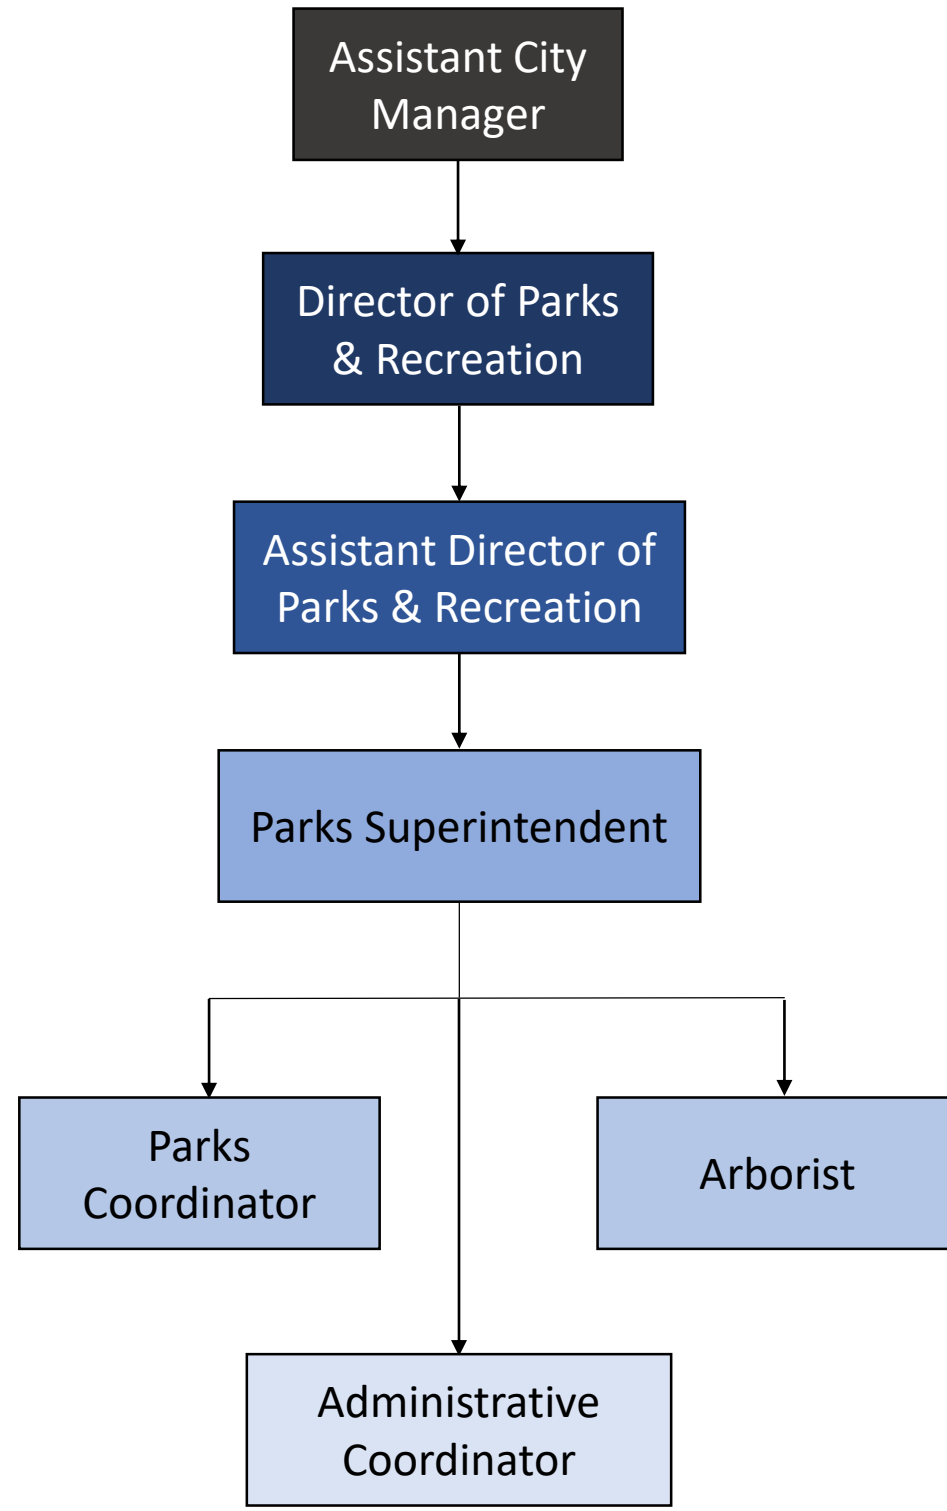 Assistant City
Manager
Director of Parks
& Recreation
Assistant Director of
Parks & Recreation
Parks Superintendent
Parks
Coordinator
Arborist
Administrative
Coordinator